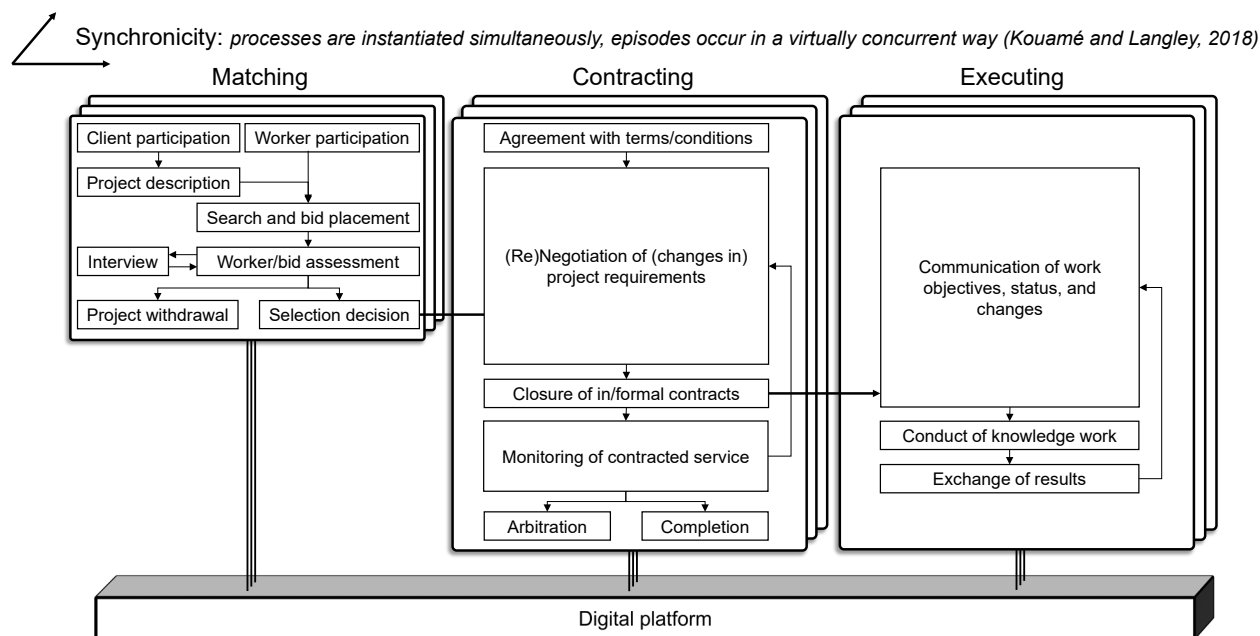 Synchronicity: processes are instantiated simultaneously, episodes occur in a virtually concurrent way (Kouamé and Langley, 2018)
Matching
Client participation
Worker participation
Project description
Search and bid placement
Interview
Worker/bid assessment
Project withdrawal
Selection decision
Contracting
Agreement with terms/conditions
(Re)Negotiation of (changes in)
project requirements
Closure of in/formal contracts
Monitoring of contracted service
Arbitration
Completion
Executing
Communication of work
objectives, status, and
changes
Conduct of knowledge work
Exchange of results
Digital platform